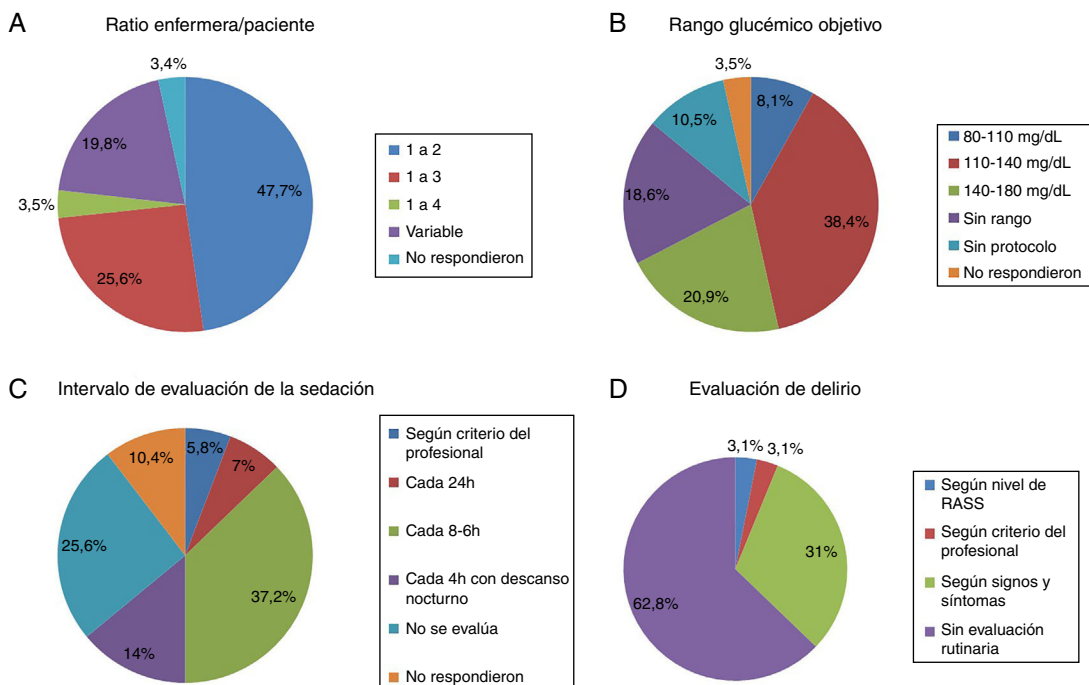 A
Ratio enfermera/paciente
3,4%
19,8%
47,7%
3,5%
25,6%
1 a 2
1 a 3
1 a 4
Variable
No respondieron
B
Rango glucémico objetivo
3,5%
8,1%
10,5%
18,6%
38,4%
20,9%
80-110 mg/dL
110-140 mg/dL
140-180 mg/dL
Sin rango
Sin protocolo
No respondieron
C
Intervalo de evaluación de la sedación
10,4%
5,8%
7%
25,6%
37,2%
14%
Según criterio del
profesional
Cada 24h
Cada 8-6h
Cada 4h con descanso
nocturno
No se evalúa
No respondieron
D
Evaluación de delirio
3,1%
3,1%
31%
62,8%
Según nivel de
RASS
Según criterio del
profesional
Según signos y
síntomas
Sin evaluación
rutinaria